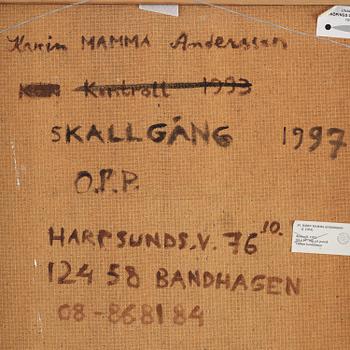 Karin MAMMA Andersson
Kontroll 1993
SKALLGÅNG 1997
O.P.P.
HARPSUNDS.V. 76 10.
124 58 BANDHAGEN
08-868184